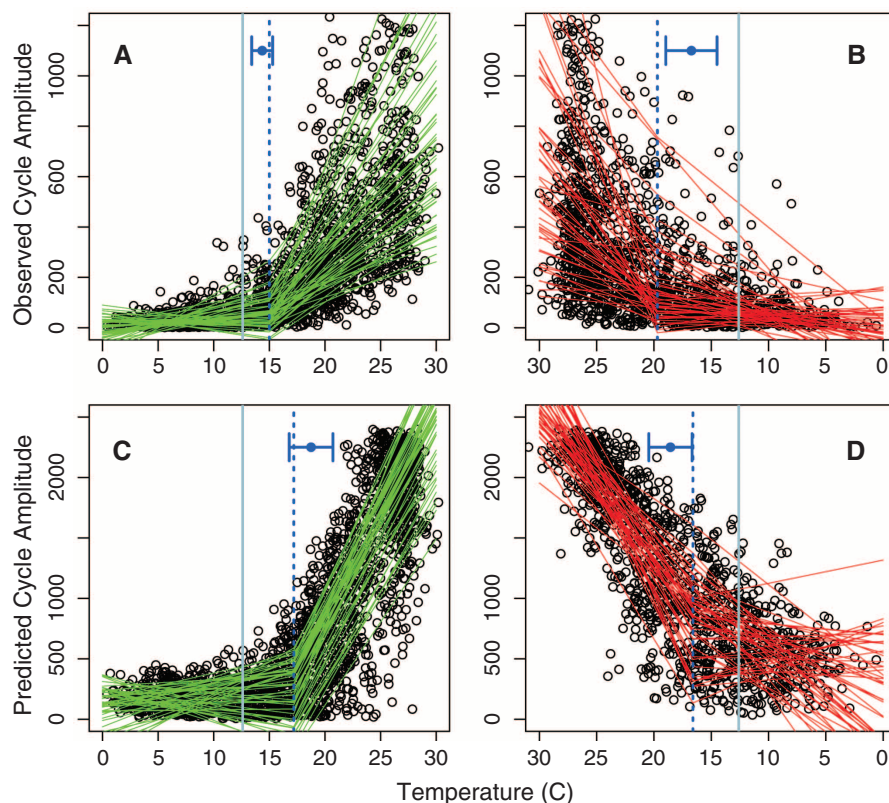 A
B
Observed Cycle Amplitude
0 200 600 1000
0 5 10 15 20 25 30
0 200 600 1000
30 25 20 15 10 5 0
C
D
Predicted Cycle Amplitude
0 500 1000 2000
0 5 10 15 20 25 30
0 500 1000 2000
30 25 20 15 10 5 0
Temperature (C)